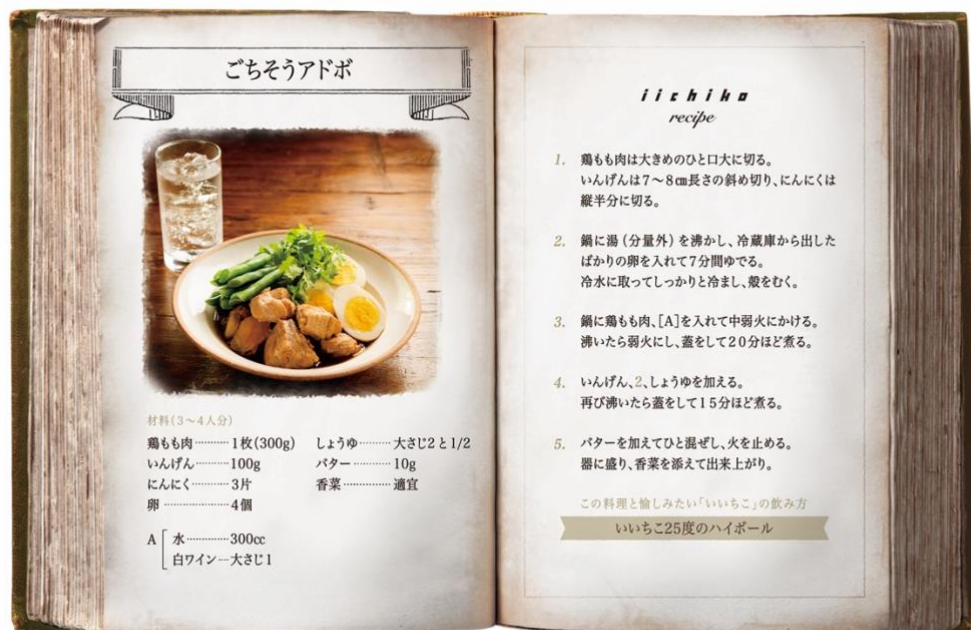 ごちそうアドボ
材料(3〜4人分)
鶏もも肉………1枚(300g)
いんげん………100g
にんにく………3片
卵………………4個
A
水…………300cc
白ワイン…大さじ1
しょうゆ………大さじ2と1/2
バター…………10g
香菜……………適宜
iichiko
recipe
1. 鶏もも肉は大きめのひと口大に切る。
いんげんは7〜8㎝長さの斜め切り、にんにくは
縦半分に切る。
2. 鍋に湯(分量外)を沸かし、冷蔵庫から出した
ばかりの卵を入れて7分間ゆでる。
冷水に取ってしっかりと冷まし、殻をむく。
3. 鍋に鶏もも肉、[A]を入れて中弱火にかける。
沸いたら弱火にし、蓋をして20分ほど煮る。
4. いんげん、2、しょうゆを加える。
再び沸いたら蓋をして15分ほど煮る。
5. バターを加えてひと混ぜし、火を止める。
器に盛り、香菜を添えて出来上がり。
この料理と愉しみたい「いいちこ」の飲み方
いいちこ25度のハイボール